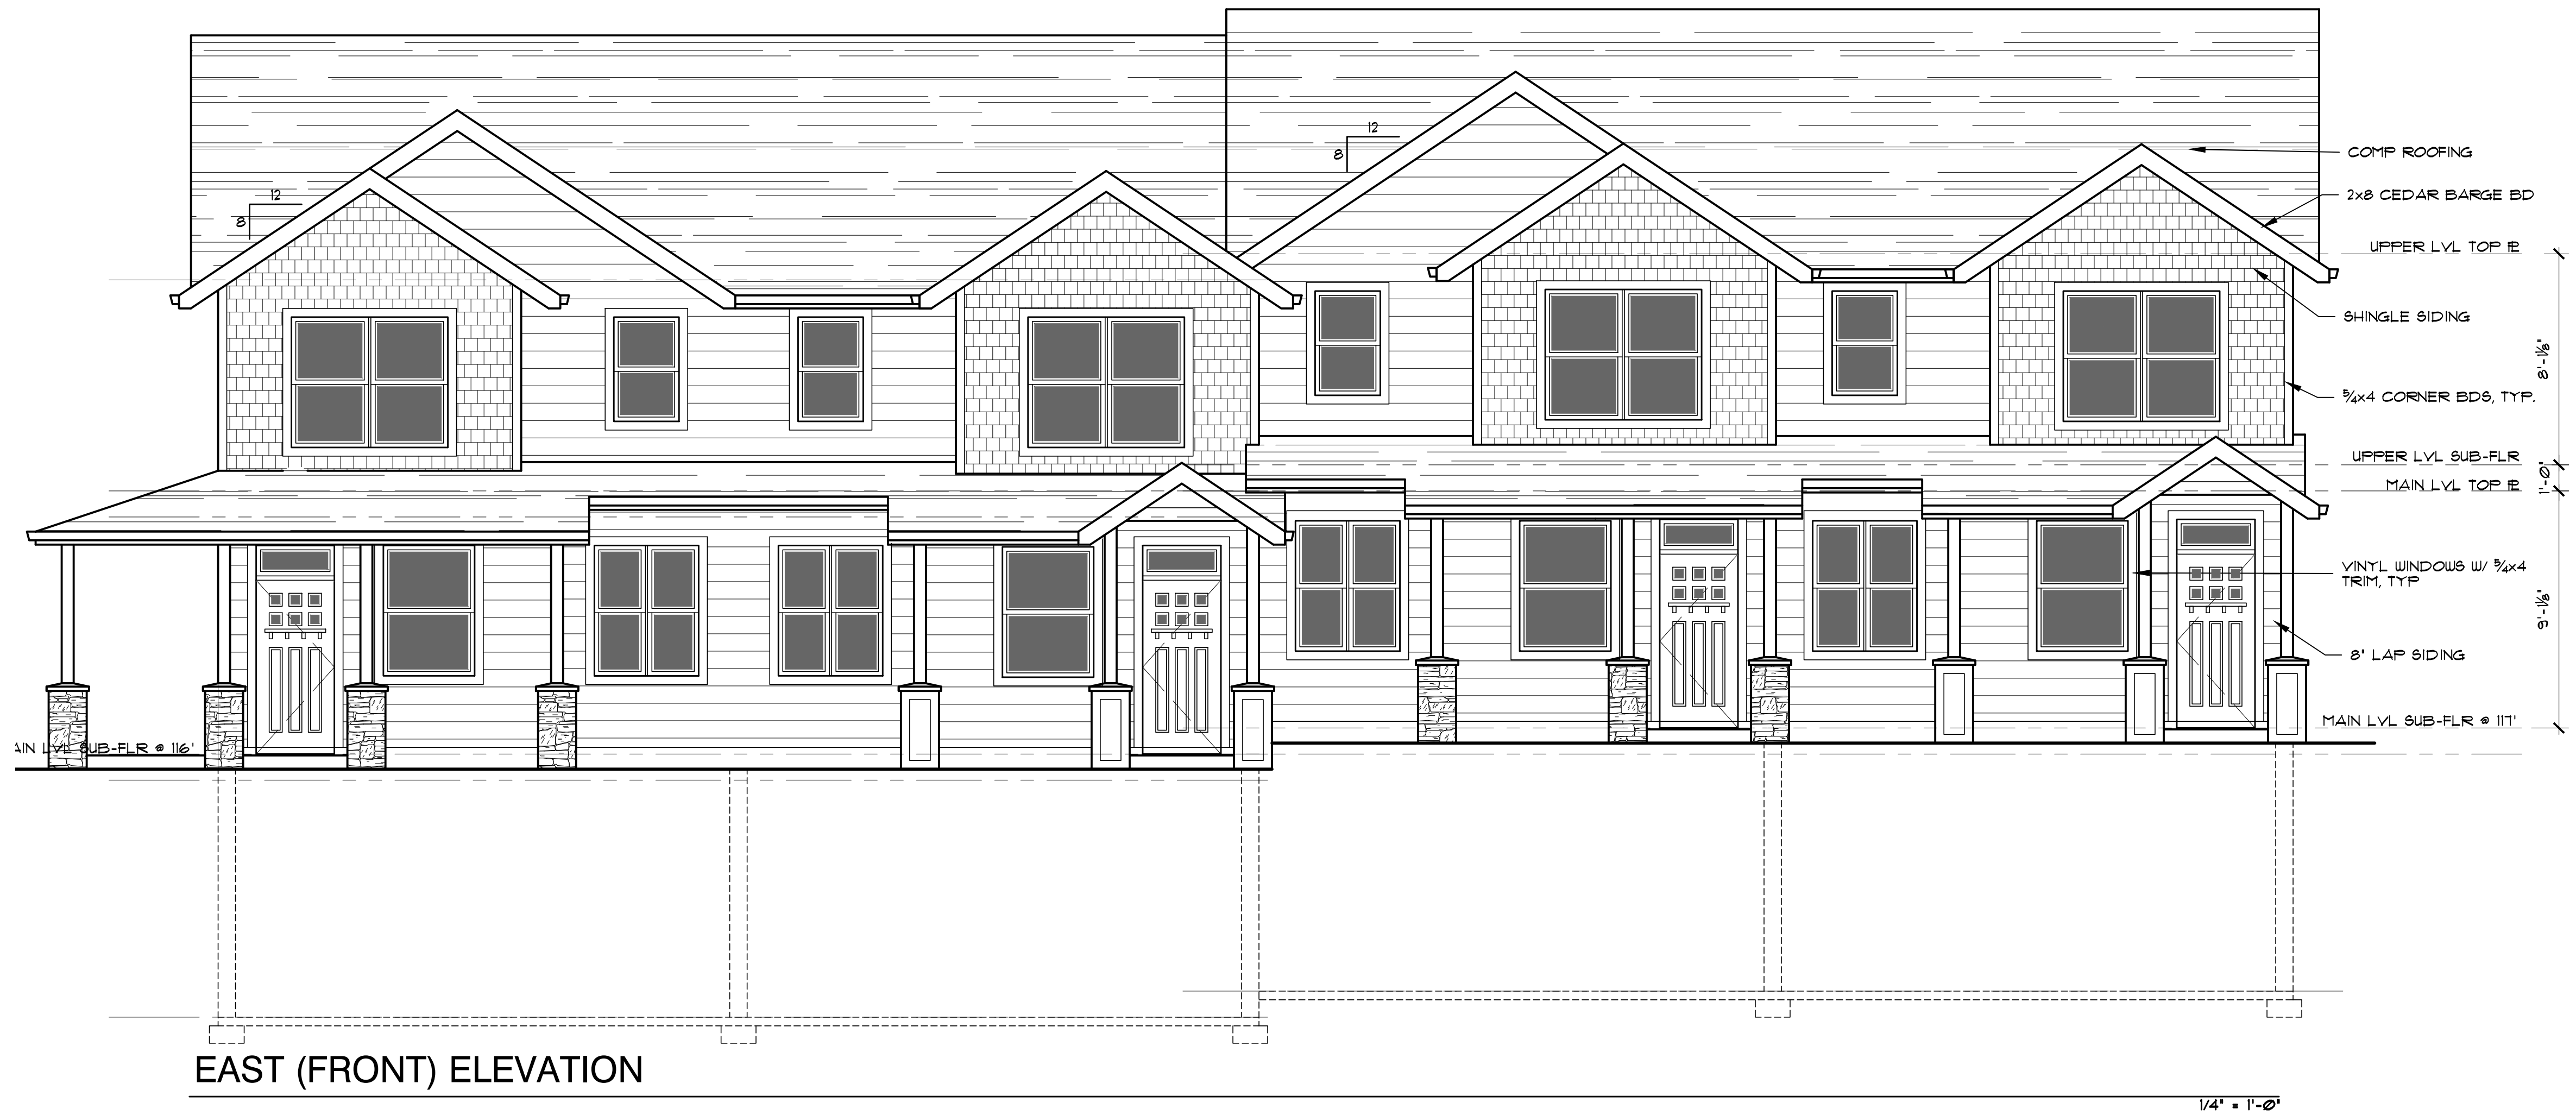 12
8
12
8
COMP ROOFING
2x8 CEDAR BARGE BD
UPPER LVL TOP PL
SHINGLE SIDING
8'-1⅛"
5/4x4 CORNER BDS, TYP.
UPPER LVL SUB-FLR
1'-0"
MAIN LVL TOP PL
VINYL WINDOWS W/ 5/4x4
TRIM, TYP
9'-1⅛"
8" LAP SIDING
MAIN LVL SUB-FLR @ 117'
AIN LVL SUB-FLR @ 116'
EAST (FRONT) ELEVATION
1/4" = 1'-0"